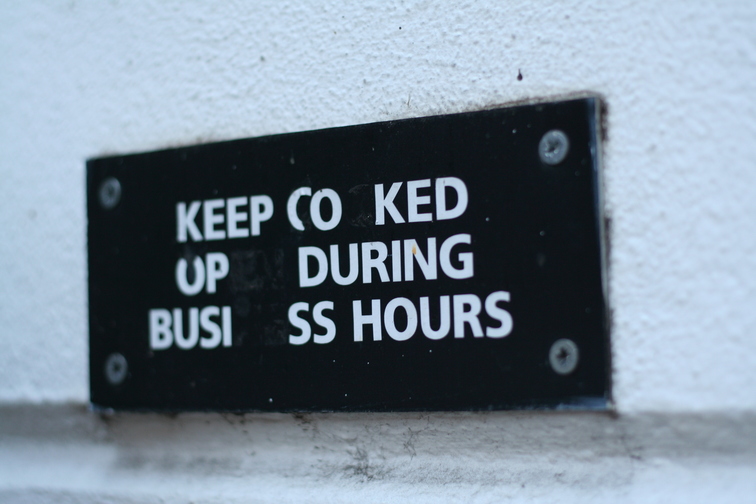 KEEP CO KED
OP DURING
BUSI SS HOURS